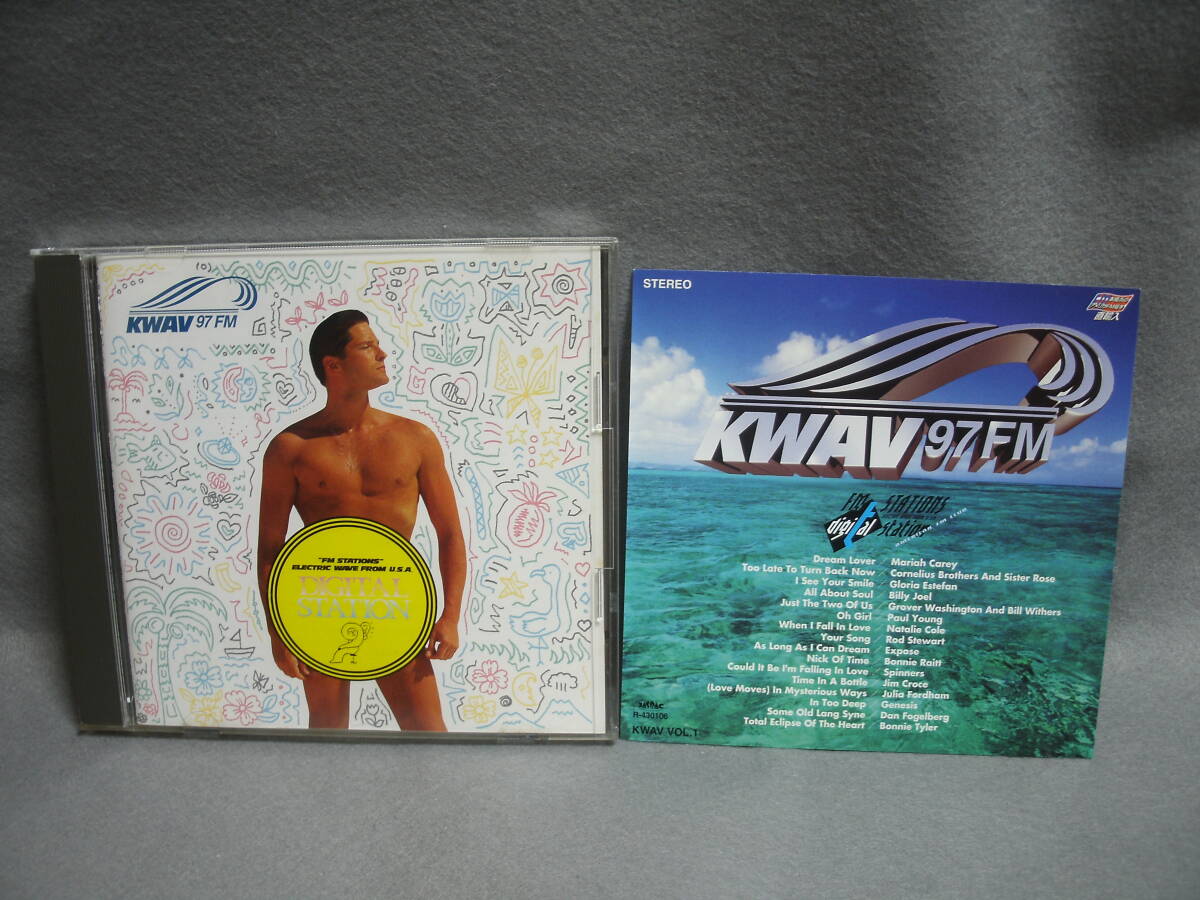 KWAV 97 FM
"FM STATIONS"
ELECTRIC WAVE FROM U.S.A
DIGITAL
STATION
STEREO
直輸入
KWAV 97 FM
FM STATIONS
digital station
Dream Lover / Mariah Carey
Too Late To Turn Back Now / Cornelius Brothers And Sister Rose
I See Your Smile / Gloria Estefan
All About Soul / Billy Joel
Just The Two Of Us / Grover Washington And Bill Withers
Oh Girl / Paul Young
When I Fall In Love / Natalie Cole
Your Song / Rod Stewart
As Long As I Can Dream / Expose
Nick Of Time / Bonnie Raitt
Could It Be I'm Falling In Love / Spinners
Time In A Bottle / Jim Croce
(Love Moves) In Mysterious Ways / Julia Fordham
In Too Deep / Genesis
Some Old Lang Syne / Dan Fogelberg
Total Eclipse Of The Heart / Bonnie Tyler
JASRAC
R-430106
KWAV VOL.1